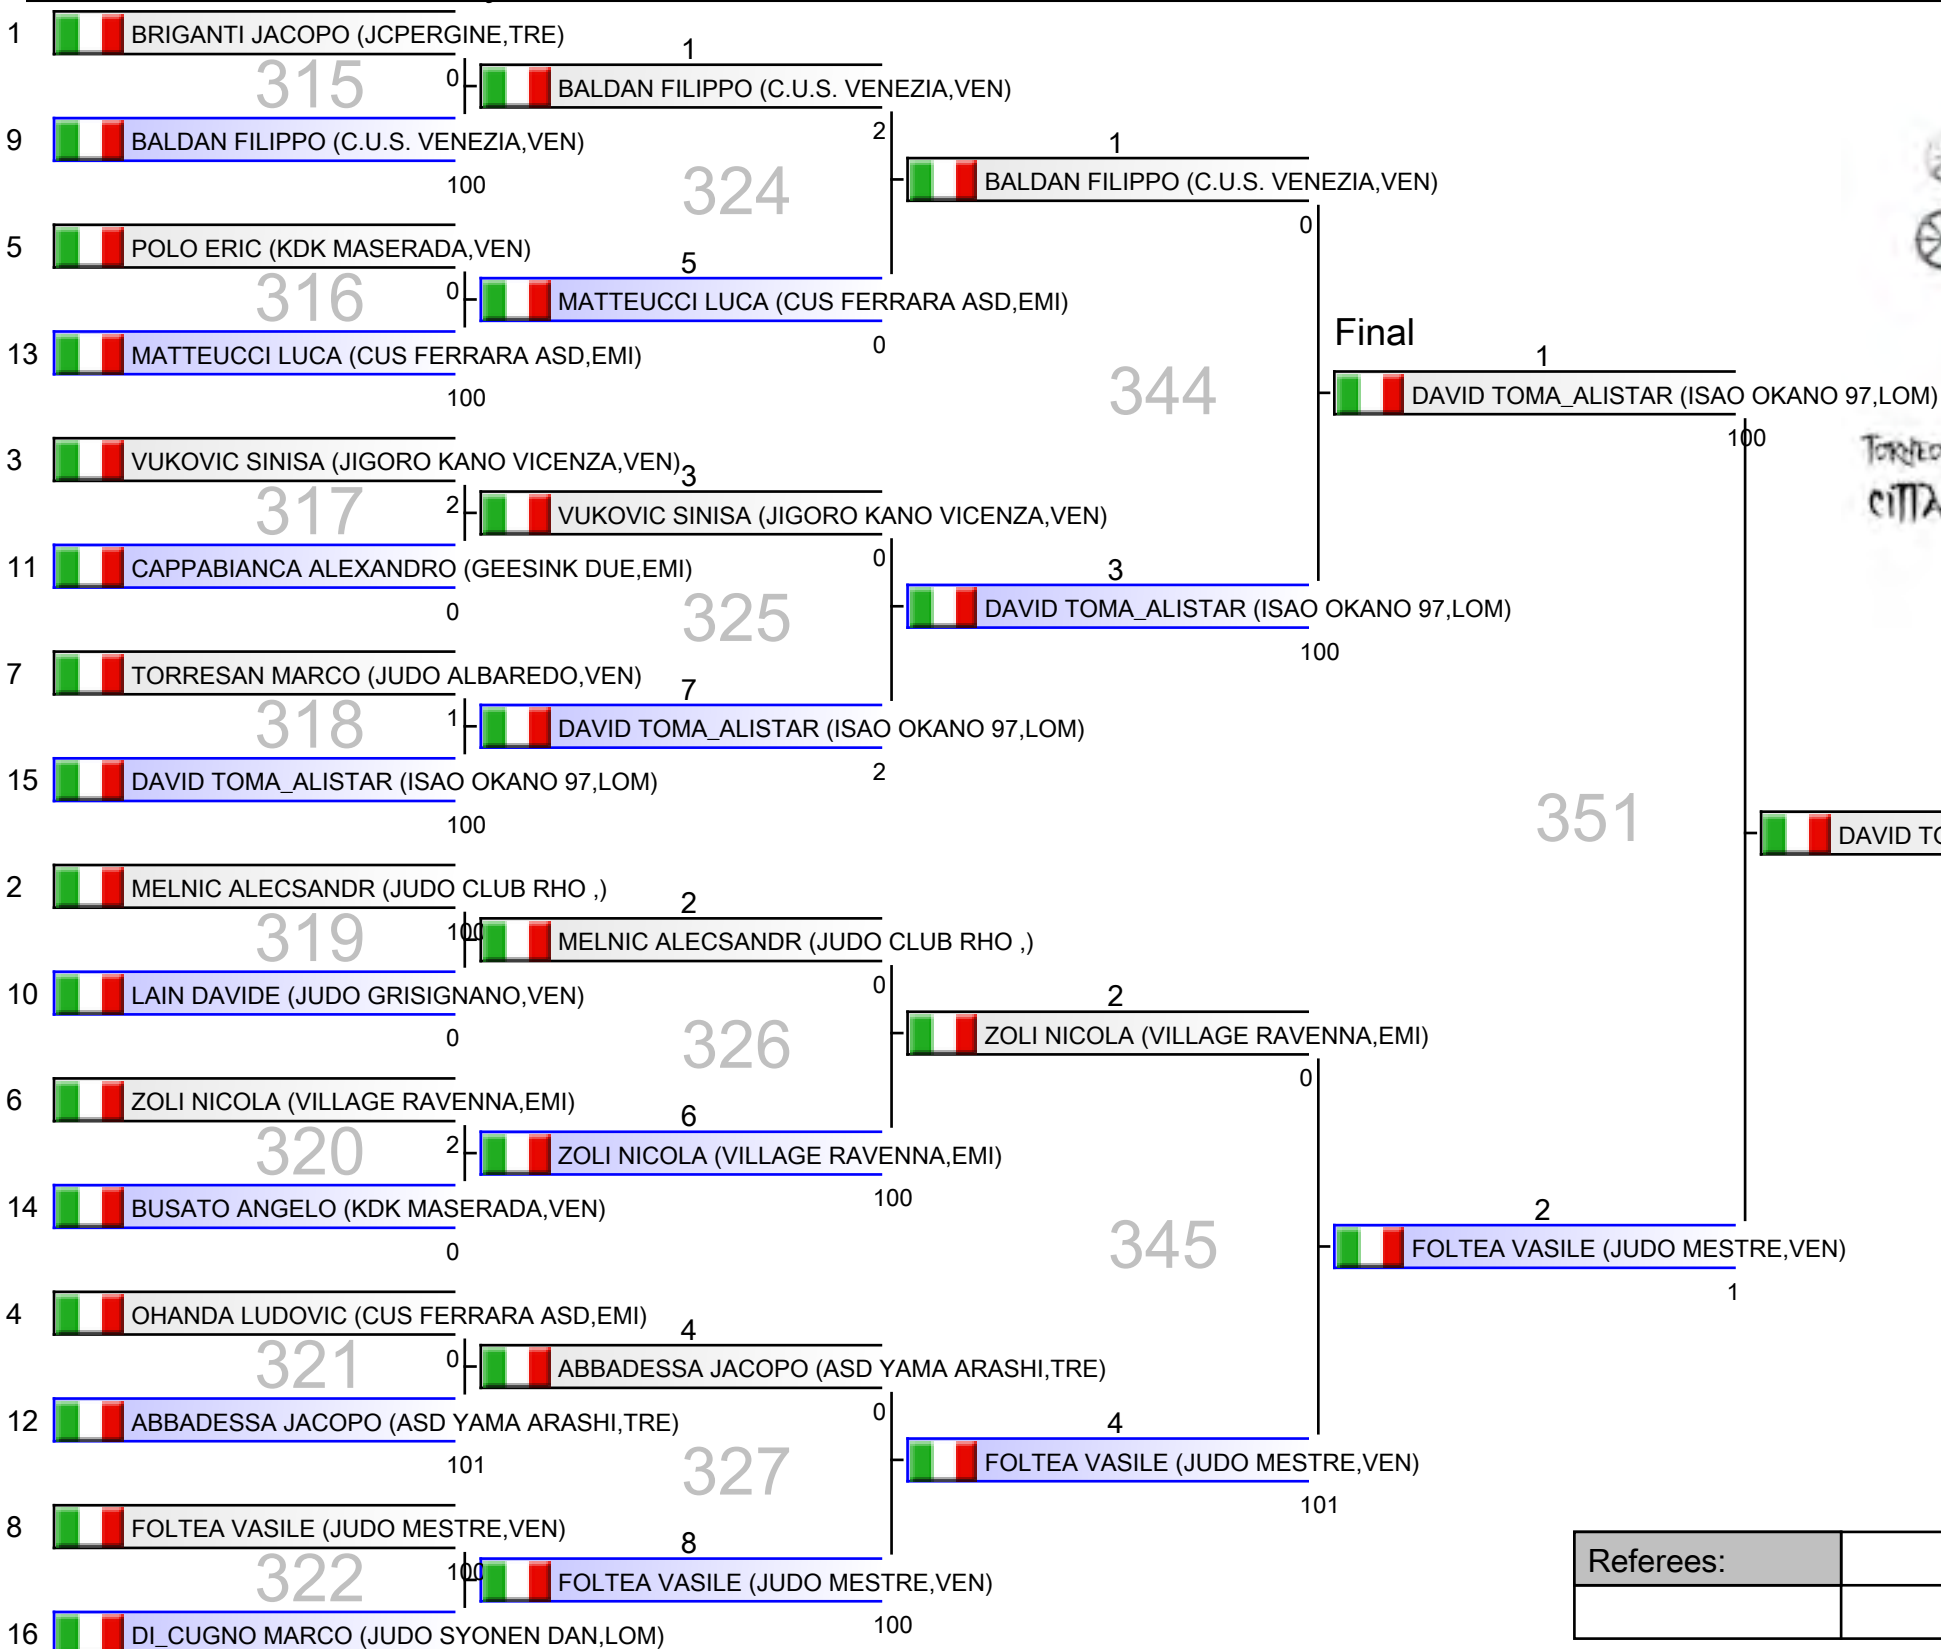 1 BRIGANTI JACOPO (JCPERGINE,TRE)
1
315 0 BALDAN FILIPPO (C.U.S. VENEZIA,VEN)
9 BALDAN FILIPPO (C.U.S. VENEZIA,VEN) 2
1
100 324 BALDAN FILIPPO (C.U.S. VENEZIA,VEN)
0
5 POLO ERIC (KDK MASERADA,VEN)
5
316 0 MATTEUCCI LUCA (CUS FERRARA ASD,EMI)
Final
13 MATTEUCCI LUCA (CUS FERRARA ASD,EMI) 0
1
100 344 DAVID TOMA_ALISTAR (ISAO OKANO 97,LOM)
100
3 VUKOVIC SINISA (JIGORO KANO VICENZA,VEN)
3
TORNEO
CITTA
317 2 VUKOVIC SINISA (JIGORO KANO VICENZA,VEN)
0
11 CAPPABIANCA ALEXANDRO (GEESINK DUE,EMI) 3
0 325 DAVID TOMA_ALISTAR (ISAO OKANO 97,LOM)
100
7 TORRESAN MARCO (JUDO ALBAREDO,VEN)
7
318 1 DAVID TOMA_ALISTAR (ISAO OKANO 97,LOM)
2
15 DAVID TOMA_ALISTAR (ISAO OKANO 97,LOM)
100 351 DAVID TO
2 MELNIC ALECSANDR (JUDO CLUB RHO ,)
2
319 100 MELNIC ALECSANDR (JUDO CLUB RHO ,)
0
10 LAIN DAVIDE (JUDO GRISIGNANO,VEN) 2
0 326 ZOLI NICOLA (VILLAGE RAVENNA,EMI)
0
6 ZOLI NICOLA (VILLAGE RAVENNA,EMI)
6
320 2 ZOLI NICOLA (VILLAGE RAVENNA,EMI)
100
14 BUSATO ANGELO (KDK MASERADA,VEN) 2
0 345 FOLTEA VASILE (JUDO MESTRE,VEN)
1
4 OHANDA LUDOVIC (CUS FERRARA ASD,EMI)
4
321 0 ABBADESSA JACOPO (ASD YAMA ARASHI,TRE)
0
12 ABBADESSA JACOPO (ASD YAMA ARASHI,TRE) 4
101 327 FOLTEA VASILE (JUDO MESTRE,VEN)
101
8 FOLTEA VASILE (JUDO MESTRE,VEN)
8
Referees:
322 100 FOLTEA VASILE (JUDO MESTRE,VEN)
100
16 DI_CUGNO MARCO (JUDO SYONEN DAN,LOM)